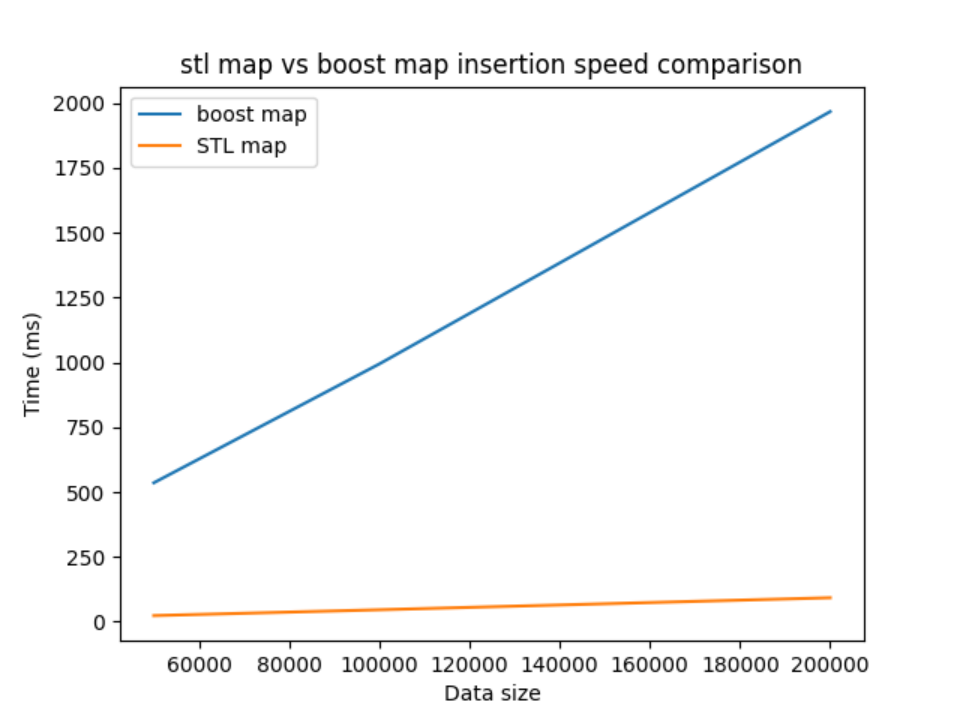 stl map vs boost map insertion speed comparison
boost map
STL map
2000
1750
1500
1250
1000
750
500
250
0
Time (ms)
60000 80000 100000 120000 140000 160000 180000 200000
Data size